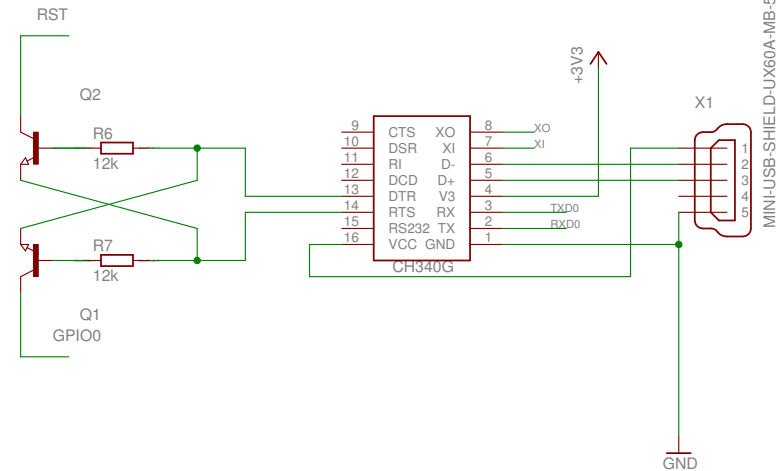 RST
Q2
R6
12k
R7
12k
Q1
GPIO0
9 CTS XO 8 XO
10 DSR XI 7 XI
11 RI D- 6
12 DCD D+ 5
13 DTR V3 4
14 RTS RX 3 TXD0
15 RS232 TX 2 RXD0
16 VCC GND 1
CH340G
+3V3
X1
1
2
3
4
5
MINI-USB-SHIELD-UX60A-MB-5
GND